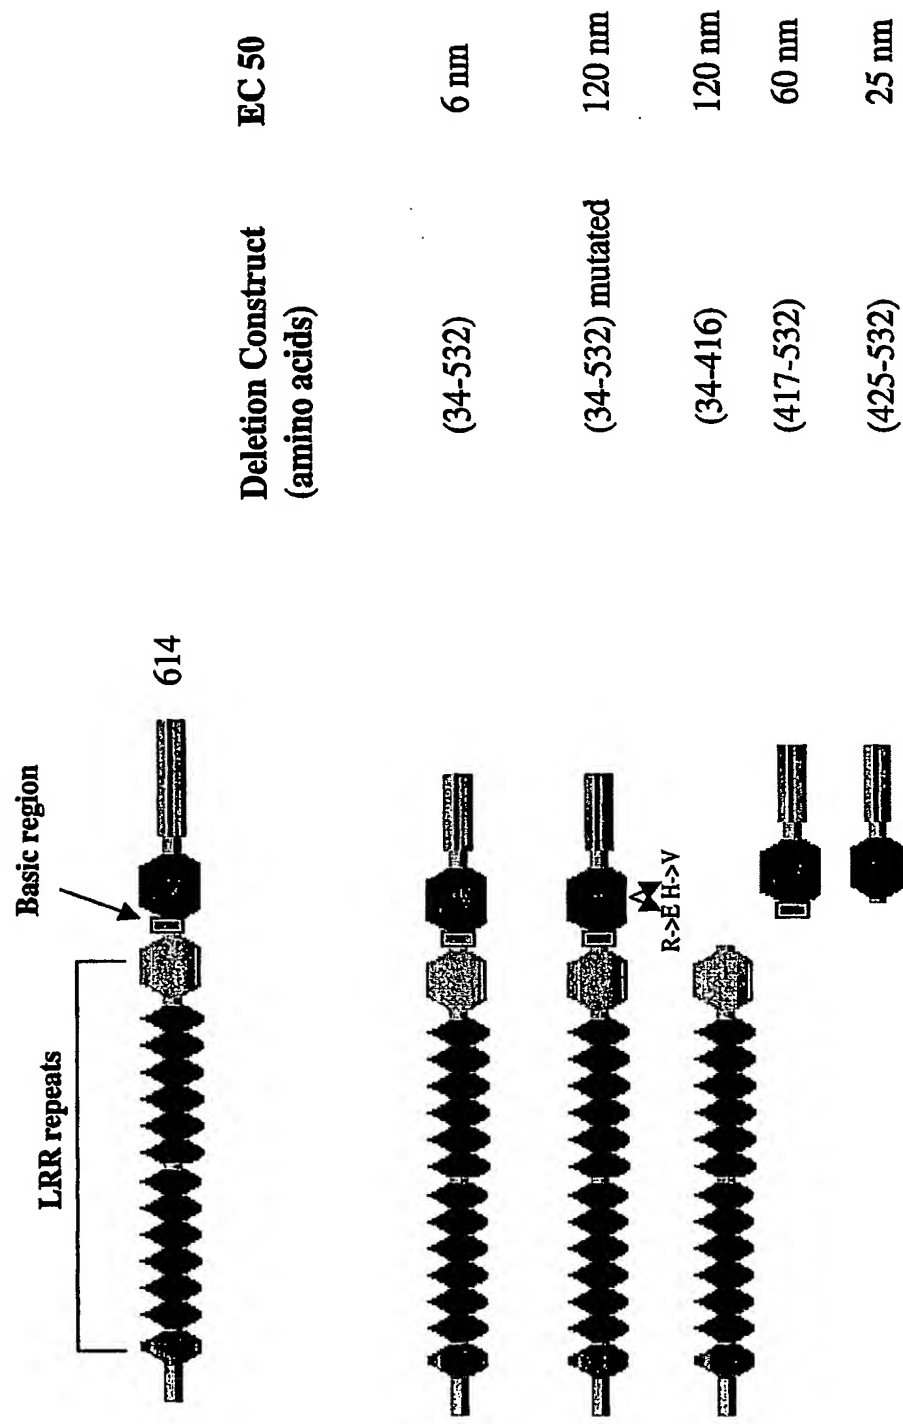 LRR repeats
Basic region
614
Deletion Construct
(amino acids)
EC 50
(34-532)
6 nm
(34-532) mutated
120 nm
R->E H->V
(34-416)
120 nm
(417-532)
60 nm
(425-532)
25 nm